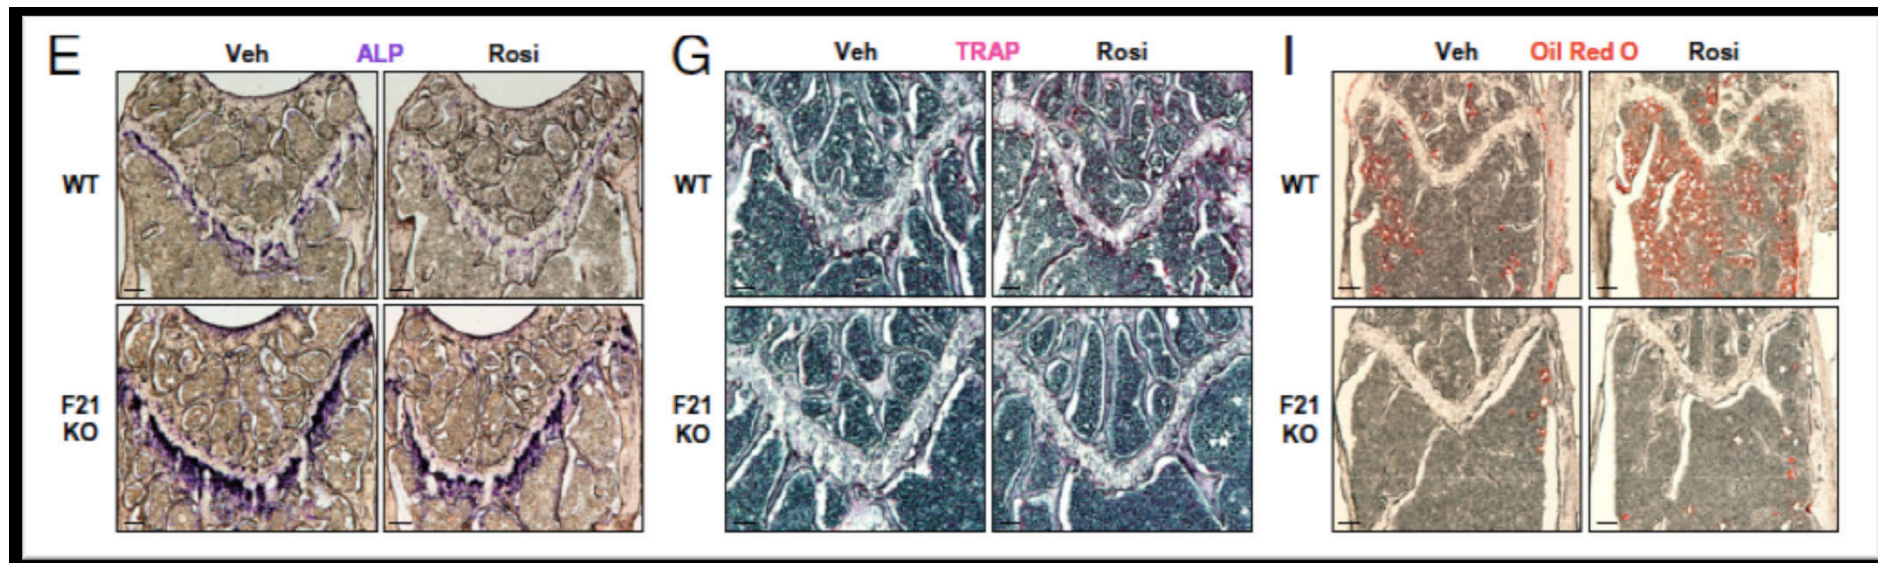 E Veh ALP Rosi
WT
F21
KO
G Veh TRAP Rosi
WT
F21
KO
I Veh Oil Red O Rosi
WT
F21
KO